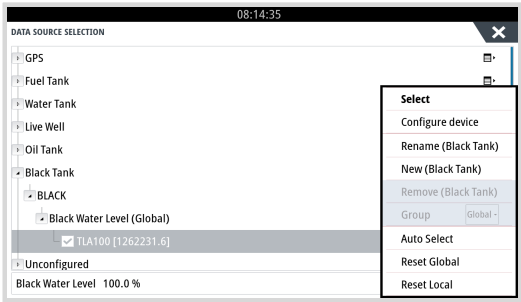 08:14:35
DATA SOURCE SELECTION
GPS
Fuel Tank
Water Tank
Live Well
Oil Tank
Black Tank
BLACK
Black Water Level (Global)
TLA100 [1262231.6]
Unconfigured
Black Water Level 100.0 %
Select
Configure device
Rename (Black Tank)
New (Black Tank)
Remove (Black Tank)
Group Global
Auto Select
Reset Global
Reset Local